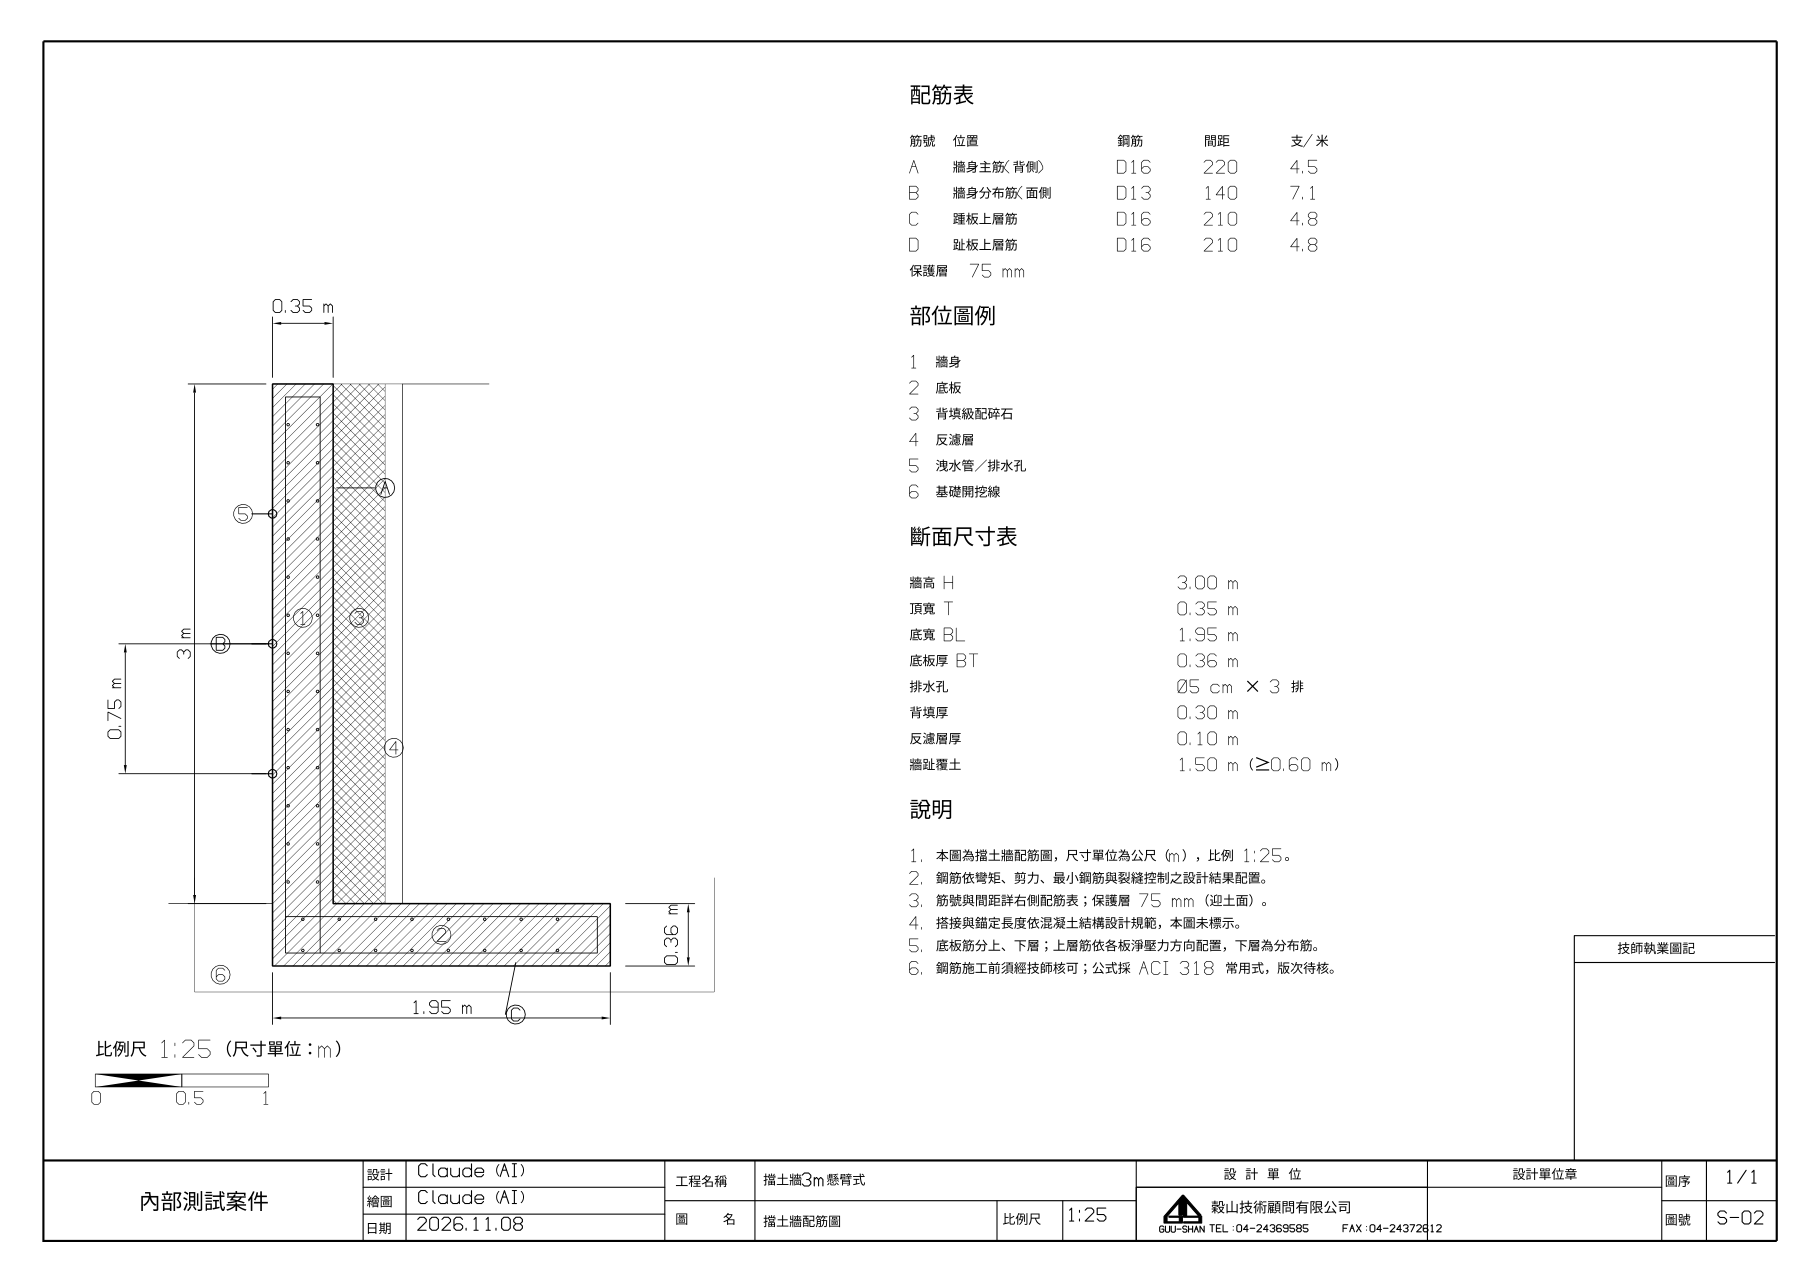 配筋表
筋號 位置 鋼筋 間距 支/米
A 牆身主筋(背側) D16 220 4.5
B 牆身分布筋(面側 D13 140 7.1
C 踵板上層筋 D16 210 4.8
D 趾板上層筋 D16 210 4.8
保護層 75 mm
部位圖例
1 牆身
2 底板
3 背填級配碎石
4 反濾層
5 洩水管/排水孔
6 基礎開挖線
斷面尺寸表
牆高 H 3.00 m
頂寬 T 0.35 m
底寬 BL 1.95 m
底板厚 BT 0.36 m
排水孔 Ø5 cm × 3 排
背填厚 0.30 m
反濾層厚 0.10 m
牆趾覆土 1.50 m (≥0.60 m)
說明
1. 本圖為擋土牆配筋圖，尺寸單位為公尺（m），比例 1:25。
2. 鋼筋依彎矩、剪力、最小鋼筋與裂縫控制之設計結果配置。
3. 筋號與間距詳右側配筋表；保護層 75 mm（迎土面）。
4. 搭接與錨定長度依混凝土結構設計規範，本圖未標示。
5. 底板筋分上、下層；上層筋依各板淨壓力方向配置，下層為分布筋。
6. 鋼筋施工前須經技師核可；公式採 ACI 318 常用式，版次待核。
0.35 m
A
5
1
3
B
3 m
0.75 m
4
2
0.36 m
6
1.95 m
C
比例尺 1:25 （尺寸單位：m）
0 0.5 1
技師執業圖記
內部測試案件
設計 Claude (AI)
繪圖 Claude (AI)
日期 2026.11.08
工程名稱 擋土牆3m懸臂式
圖 名 擋土牆配筋圖
比例尺 1:25
設 計 單 位
榖山技術顧問有限公司
GUU-SHAN TEL:04-24369585 FAX:04-24372612
設計單位章
圖序 1/1
圖號 S-02